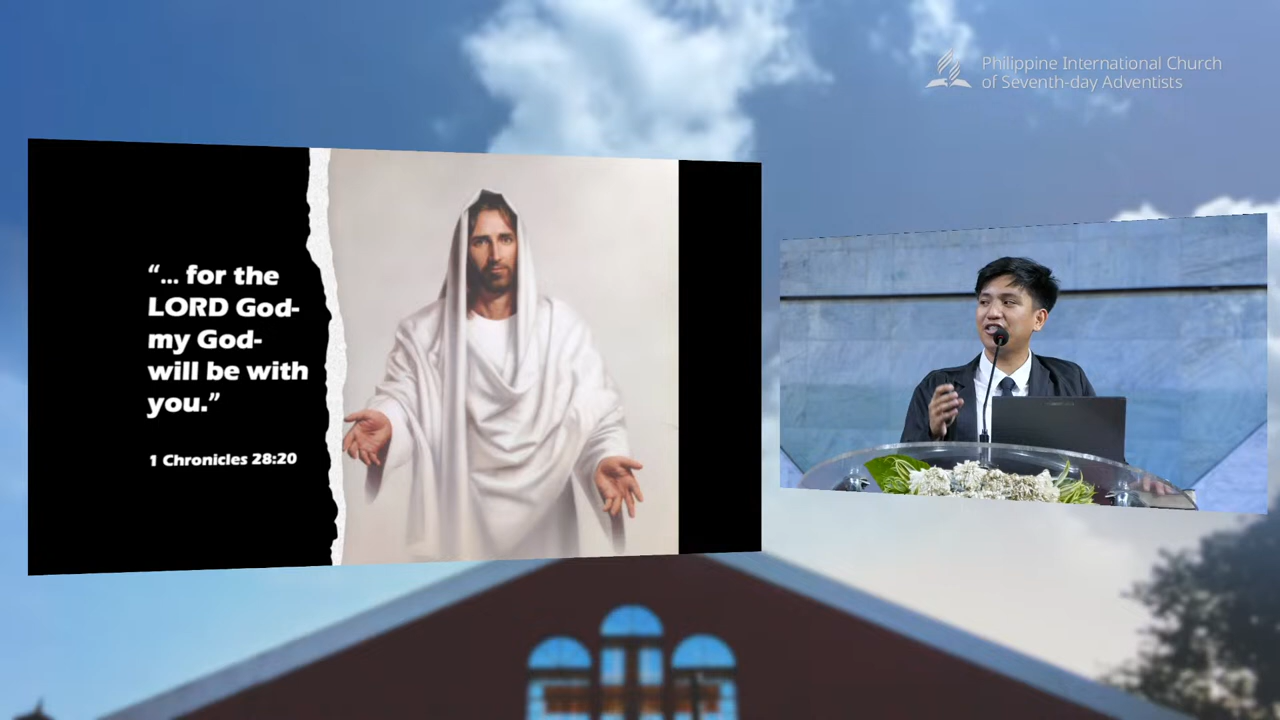 Philippine International Church
of Seventh-day Adventists
“... for the
LORD God-
my God-
will be with
you.”
1 Chronicles 28:20